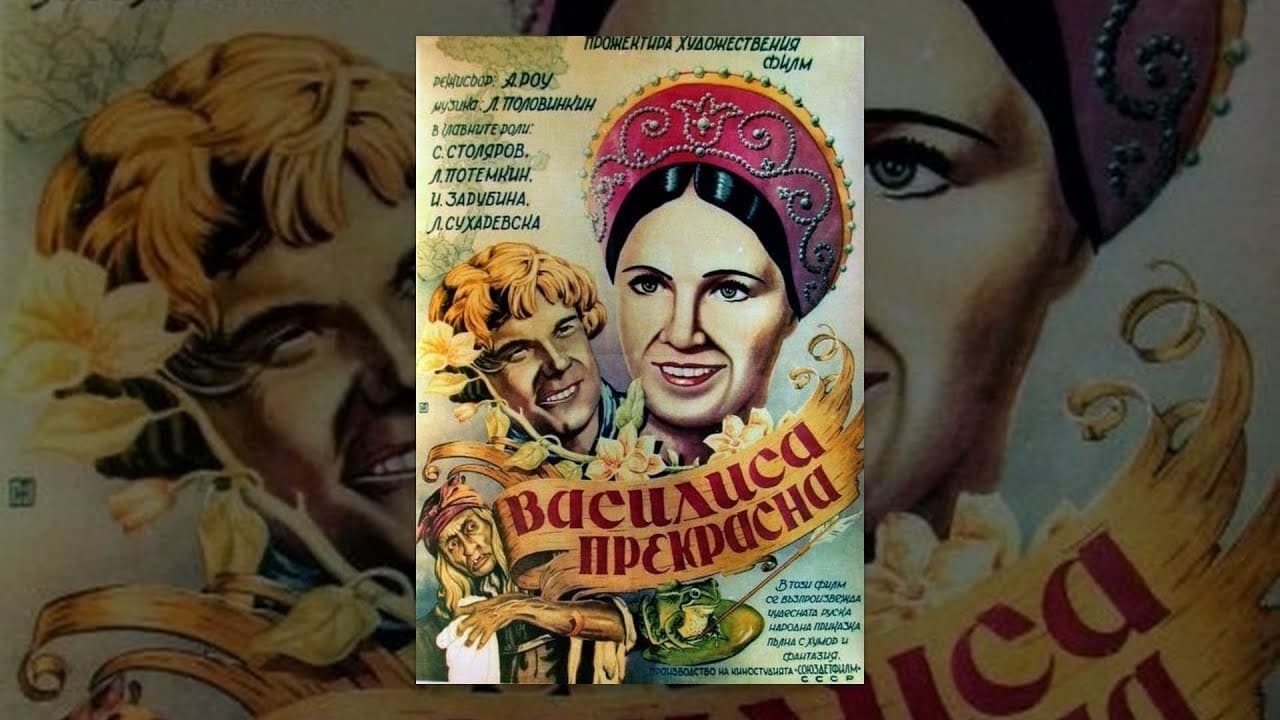 ПРОЖЕКТИРА ХУДОЖЕСТВЕНИЯ
ФИЛМ
РЕЖИСЬОР: А. РОУ
МУЗИКА: Л. ПОЛОВИНКИН
В ГЛАВНИТЕ РОЛИ:
С. СТОЛЯРОВ,
Л. ПОТЕМКИН,
И. ЗАРУБИНА,
Л. СУХАРЕВСКА
ВАСИЛИСА
ПРЕКРАСНА
В ТОЗИ ФИЛМ
СЕ ВЪЗПРОИЗВЕЖДА
ЧУДЕСНАТА РУСКА
НАРОДНА ПРИКАЗКА
ПЪЛНА С ХУМОР И
ФАНТАЗИЯ.
ПРОИЗВОДСТВО НА КИНОСТУДИЯТА "СОЮЗДЕТФИЛМ"
СССР